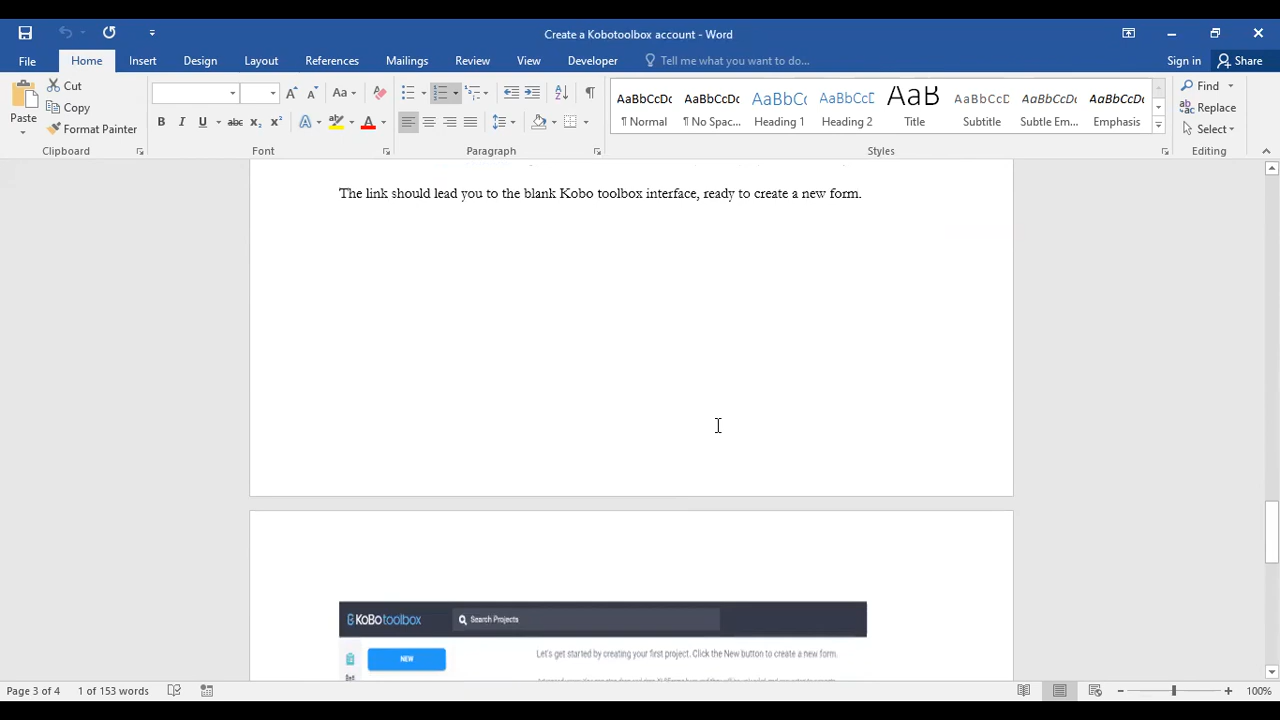 Create a Kobotoolbox account - Word
File
Home
Insert
Design
Layout
References
Mailings
Review
View
Developer
Tell me what you want to do...
Sign in
Share
Paste
Cut
Copy
Format Painter
Clipboard
Aa
B I U abc X₂ X²
A
A
Font
Paragraph
AaBbCcDc
¶ Normal
AaBbCcDc
¶ No Spac...
AaBbCc
Heading 1
AaBbCcD
Heading 2
AaB
Title
AaBbCcD
Subtitle
AaBbCcDc
Subtle Em...
AaBbCcDc
Emphasis
Styles
Find
Replace
Select
Editing
The link should lead you to the blank Kobo toolbox interface, ready to create a new form.
KoBotoolbox
Search Projects
NEW
Let's get started by creating your first project. Click the New button to create a new form.
Page 3 of 4
1 of 153 words
100%